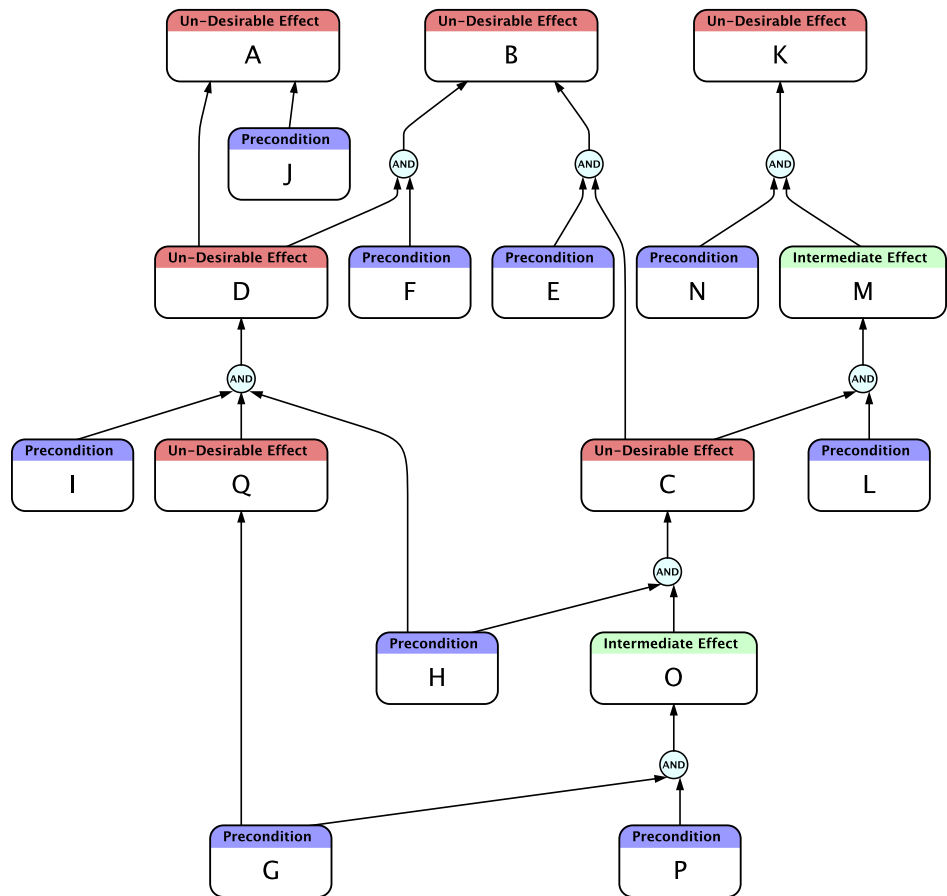 Un-Desirable Effect
A
Un-Desirable Effect
B
Un-Desirable Effect
K
Precondition
J
AND
AND
AND
Un-Desirable Effect
D
Precondition
F
Precondition
E
Precondition
N
Intermediate Effect
M
AND
AND
Precondition
I
Un-Desirable Effect
Q
Un-Desirable Effect
C
Precondition
L
AND
Precondition
H
Intermediate Effect
O
AND
Precondition
G
Precondition
P